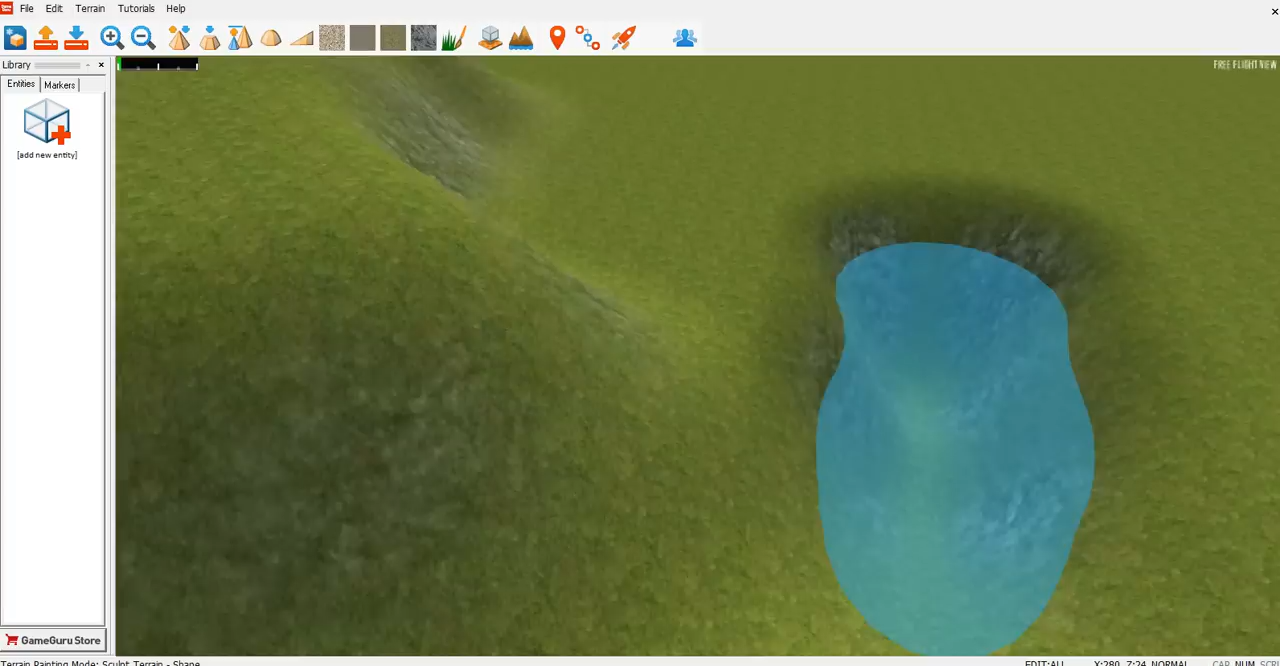 File Edit Terrain Tutorials Help
Library
FREE FLIGHT VIEW
Entities Markers
[add new entity]
GameGuru Store
Terrain Painting Mode: Sculpt Terrain - Shape EDIT:ALL X:280 Z:24 NORMAL CAP NUM SCRL